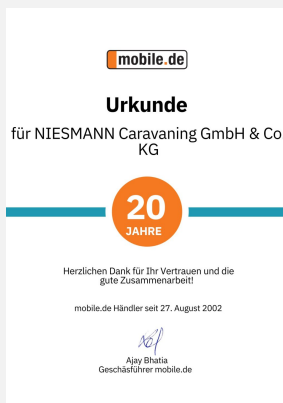 mobile.de
Urkunde
für NIESMANN Caravaning GmbH & Co
KG
20
JAHRE
Herzlichen Dank für Ihr Vertrauen und die
gute Zusammenarbeit!
mobile.de Händler seit 27. August 2002
Ajay Bhatia
Geschäsführer mobile.de